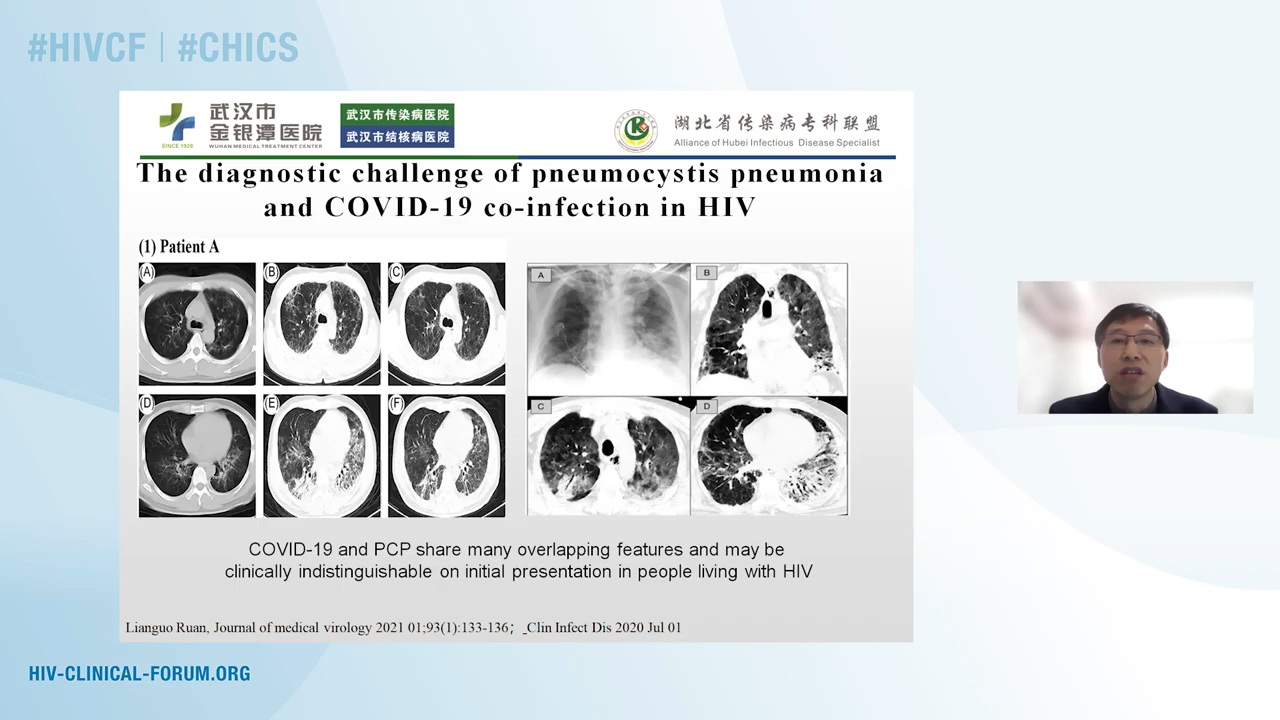 #HIVCF | #CHICS
武汉市
金银潭医院
WUHAN MEDICAL TREATMENT CENTER
SINCE 1926
武汉市传染病医院
武汉市结核病医院
湖北省传染病专科联盟
Alliance of Hubei Infectious Disease Specialist
The diagnostic challenge of pneumocystis pneumonia
and COVID-19 co-infection in HIV
(1) Patient A
(A) (B) (C)
(D) (E) (F)
A B
C D
COVID-19 and PCP share many overlapping features and may be
clinically indistinguishable on initial presentation in people living with HIV
Lianguo Ruan, Journal of medical virology 2021 01;93(1):133-136; _Clin Infect Dis 2020 Jul 01
HIV-CLINICAL-FORUM.ORG